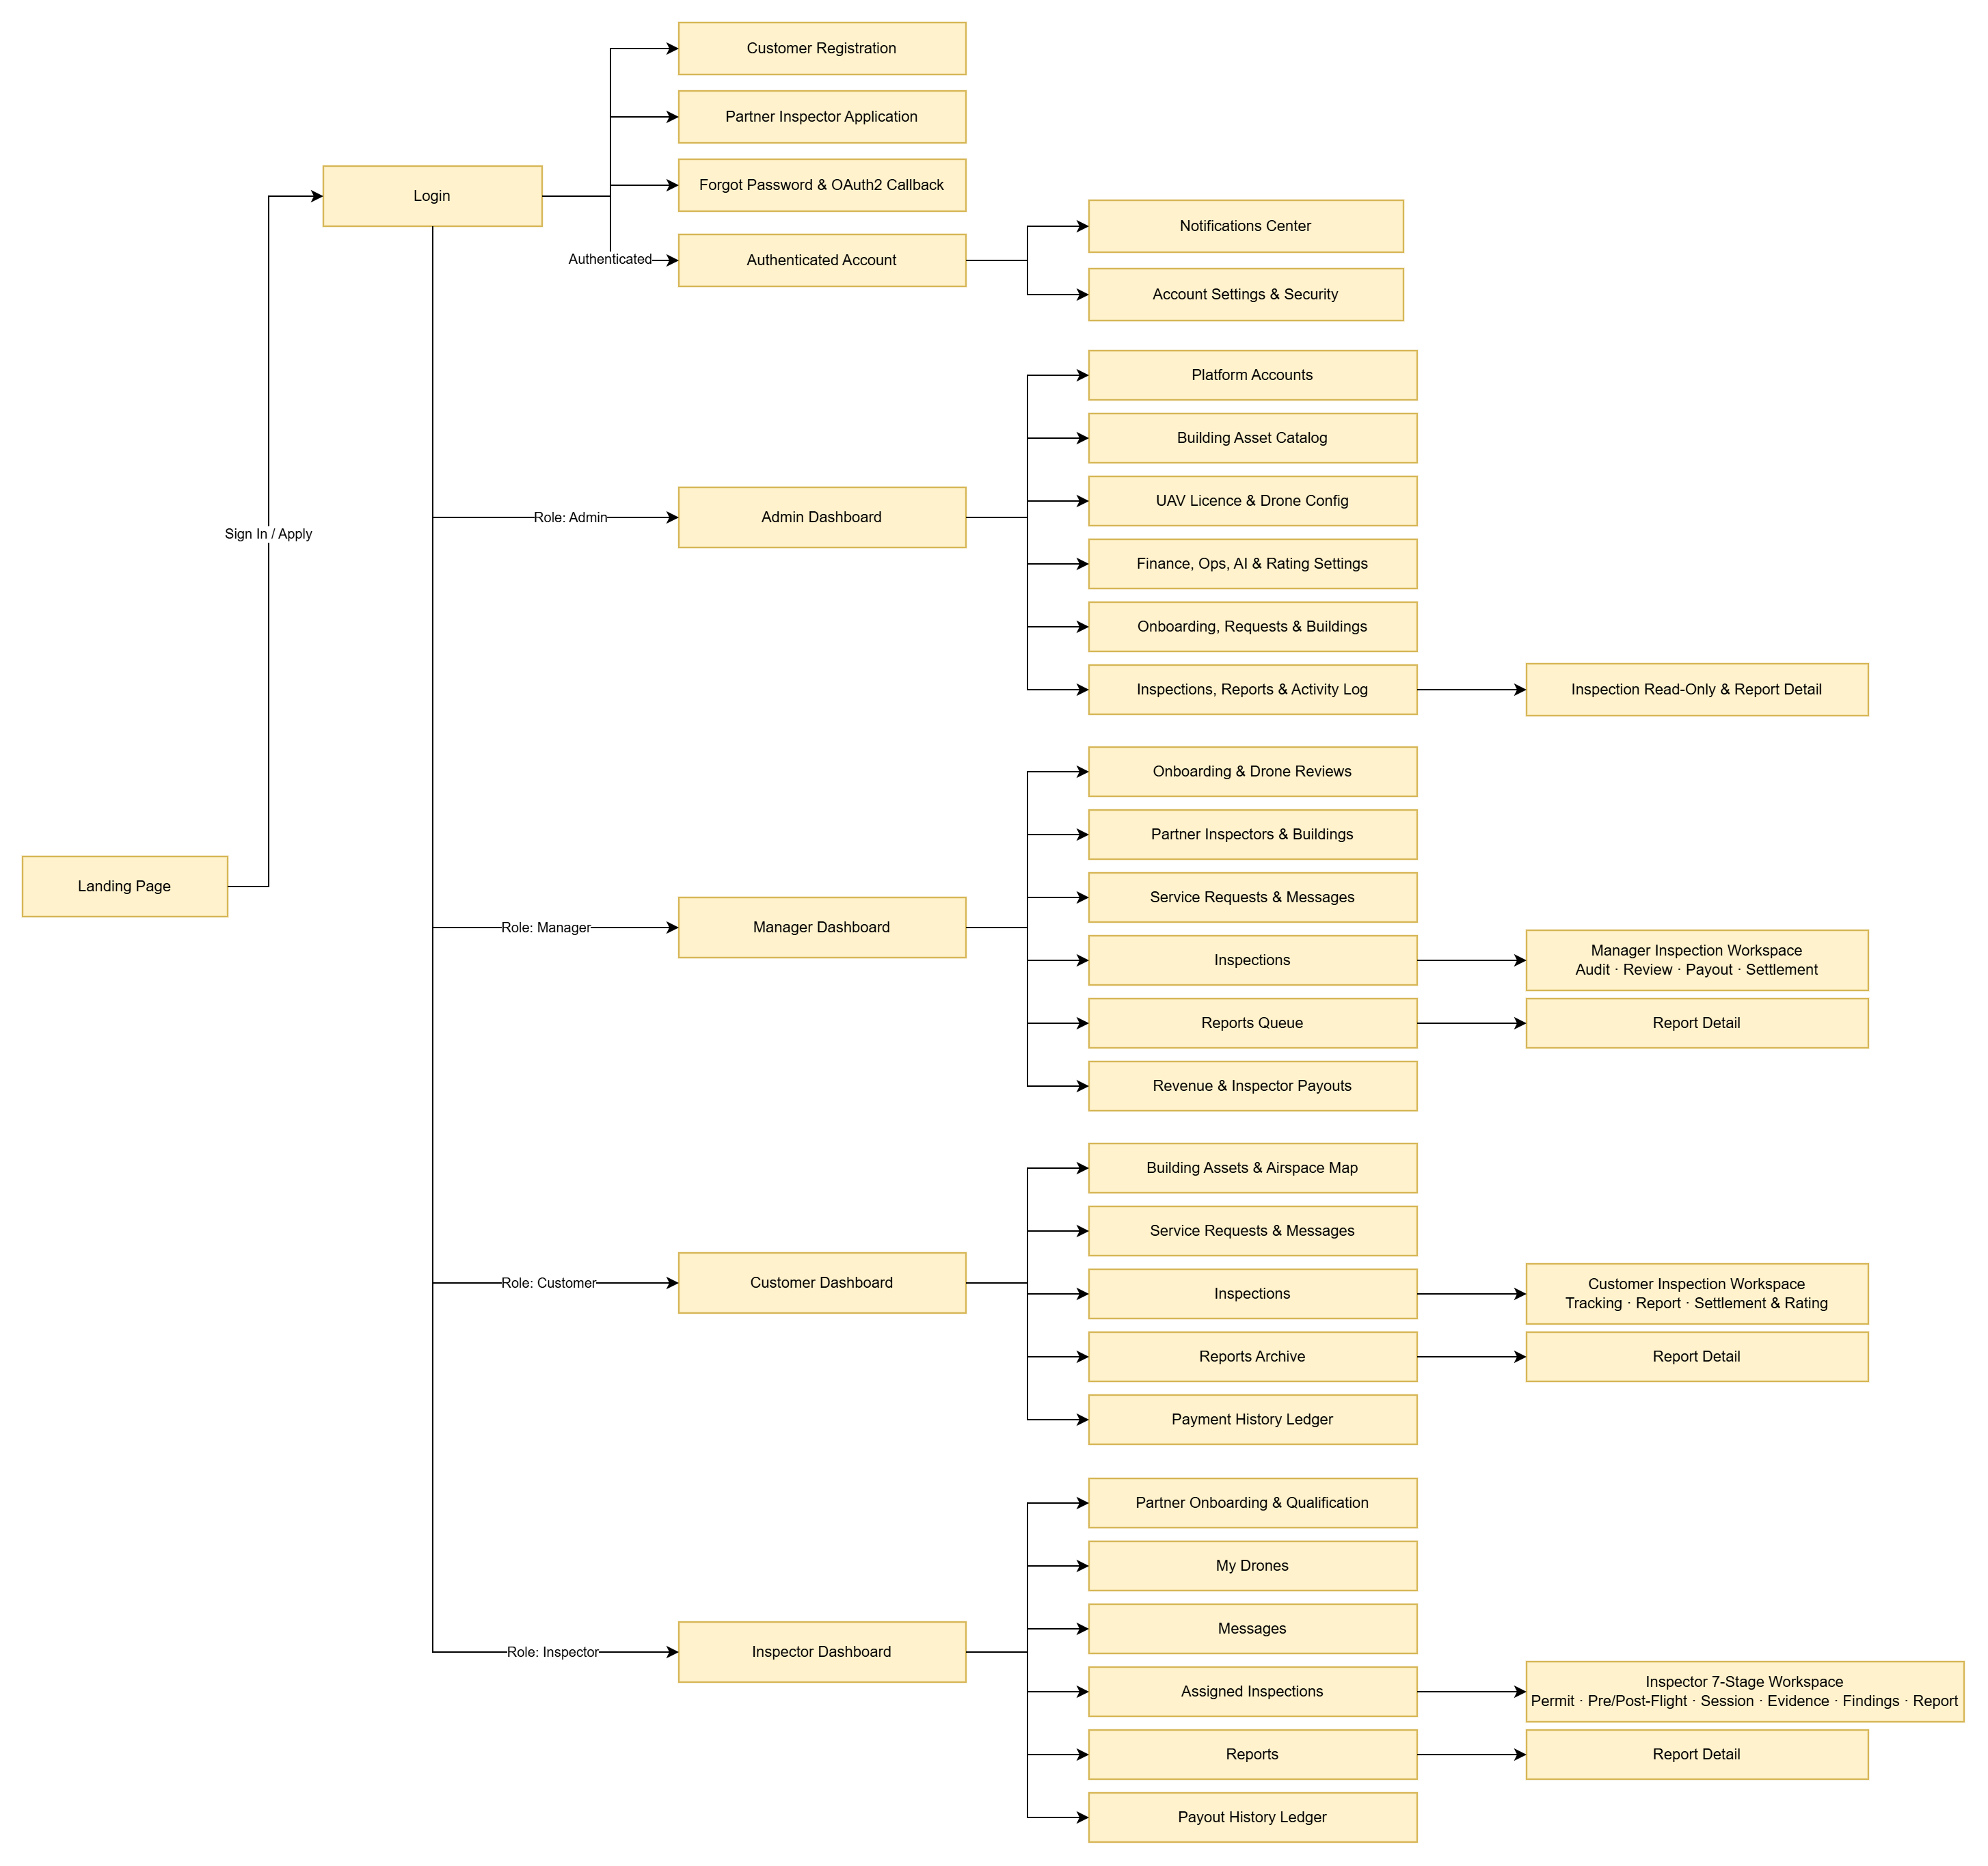 Customer Registration
Partner Inspector Application
Login
Forgot Password & OAuth2 Callback
Authenticated
Authenticated Account
Notifications Center
Account Settings & Security
Sign In / Apply
Landing Page
Role: Admin
Admin Dashboard
Platform Accounts
Building Asset Catalog
UAV Licence & Drone Config
Finance, Ops, AI & Rating Settings
Onboarding, Requests & Buildings
Inspections, Reports & Activity Log
Inspection Read-Only & Report Detail
Role: Manager
Manager Dashboard
Onboarding & Drone Reviews
Partner Inspectors & Buildings
Service Requests & Messages
Inspections
Manager Inspection Workspace
Audit · Review · Payout · Settlement
Reports Queue
Report Detail
Revenue & Inspector Payouts
Role: Customer
Customer Dashboard
Building Assets & Airspace Map
Service Requests & Messages
Inspections
Customer Inspection Workspace
Tracking · Report · Settlement & Rating
Reports Archive
Report Detail
Payment History Ledger
Role: Inspector
Inspector Dashboard
Partner Onboarding & Qualification
My Drones
Messages
Assigned Inspections
Inspector 7-Stage Workspace
Permit · Pre/Post-Flight · Session · Evidence · Findings · Report
Reports
Report Detail
Payout History Ledger